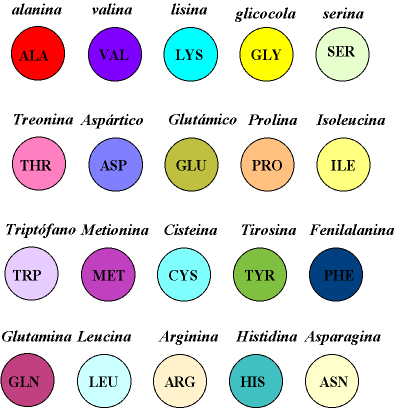 alanina valina lisina glicocola serina
ALA VAL LYS GLY SER
Treonina Aspártico Glutámico Prolina Isoleucina
THR ASP GLU PRO ILE
Triptófano Metionina Cisteina Tirosina Fenilalanina
TRP MET CYS TYR PHE
Glutamina Leucina Arginina Histidina Asparagina
GLN LEU ARG HIS ASN